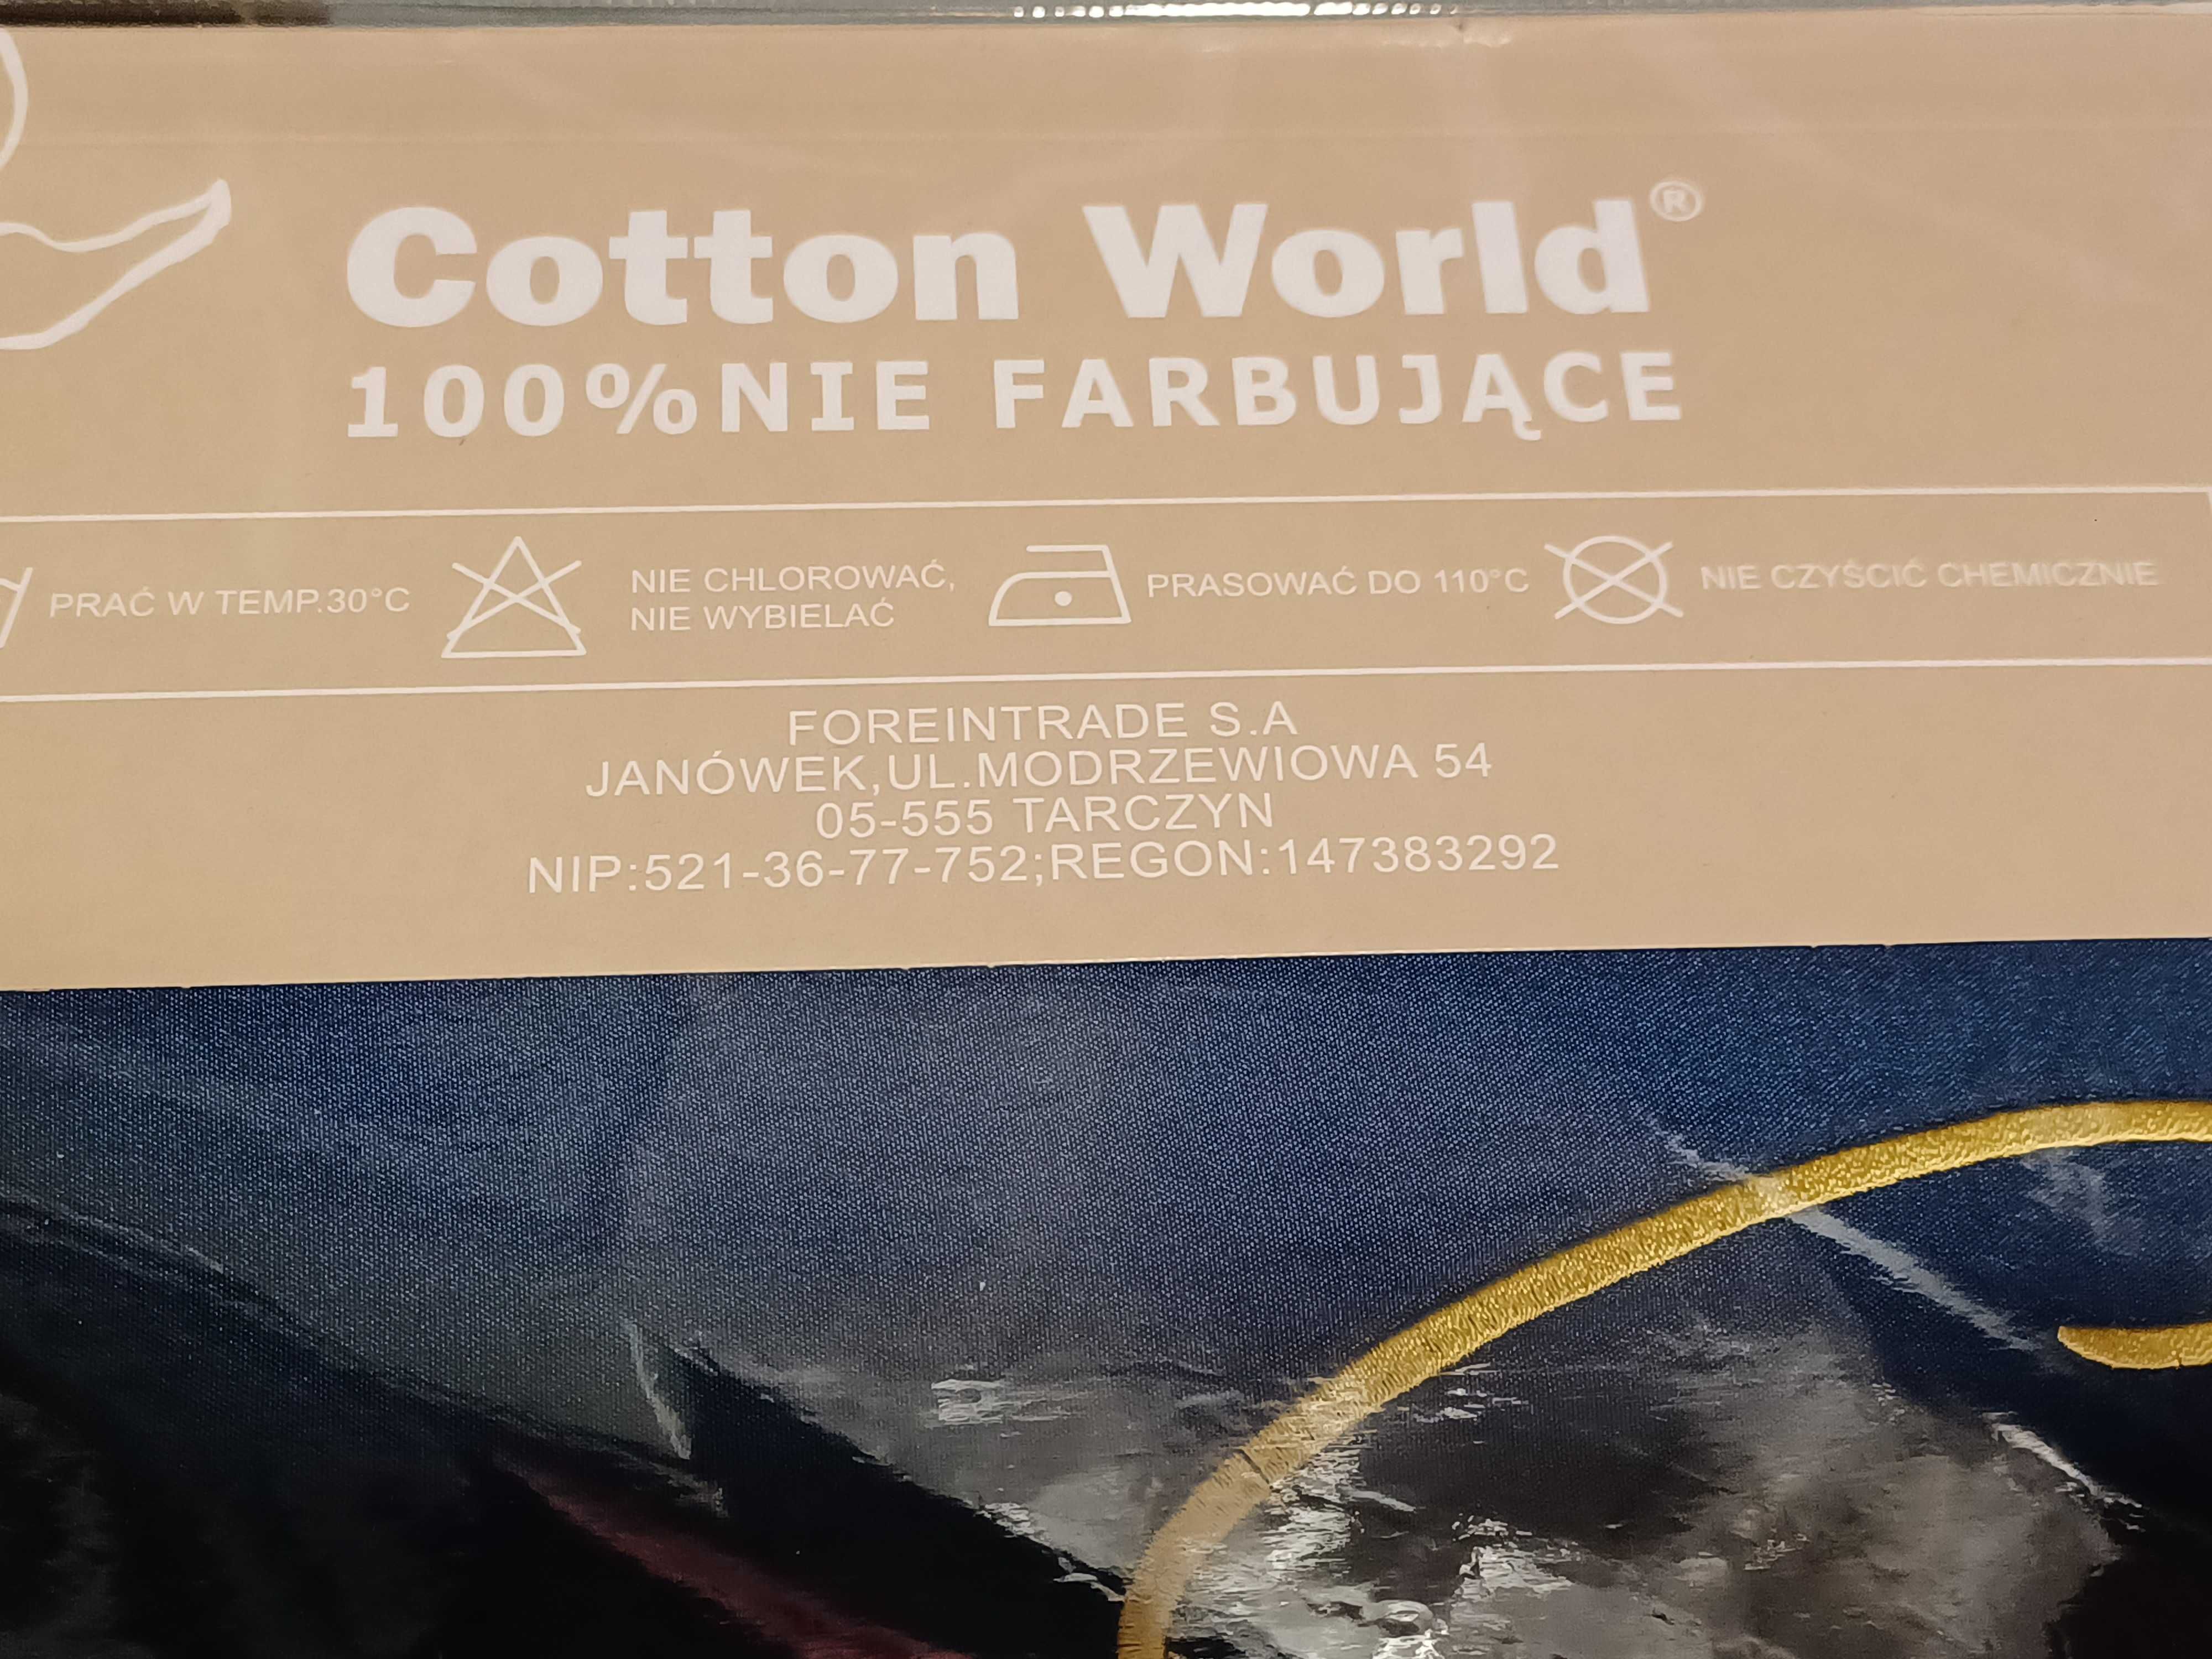 Cotton World®
100%NIE FARBUJĄCE
PRAĆ W TEMP.30°C
NIE CHLOROWAĆ,
NIE WYBIELAĆ
PRASOWAĆ DO 110°C
NIE CZYŚCIĆ CHEMICZNIE
FOREINTRADE S.A
JANÓWEK,UL.MODRZEWIOWA 54
05-555 TARCZYN
NIP:521-36-77-752;REGON:147383292